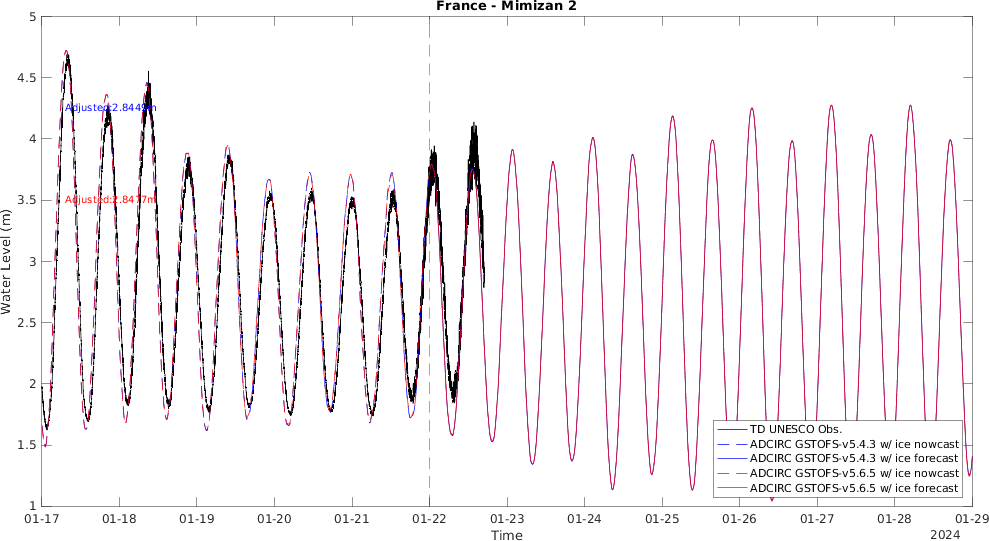 France - Mimizan 2
Water Level (m)
5
4.5
4
3.5
3
2.5
2
1.5
1
Adjusted:2.8449m
Adjusted:2.8477m
TD UNESCO Obs.
ADCIRC GSTOFS-v5.4.3 w/ ice nowcast
ADCIRC GSTOFS-v5.4.3 w/ ice forecast
ADCIRC GSTOFS-v5.6.5 w/ ice nowcast
ADCIRC GSTOFS-v5.6.5 w/ ice forecast
01-17 01-18 01-19 01-20 01-21 01-22 01-23 01-24 01-25 01-26 01-27 01-28 01-29
Time
2024